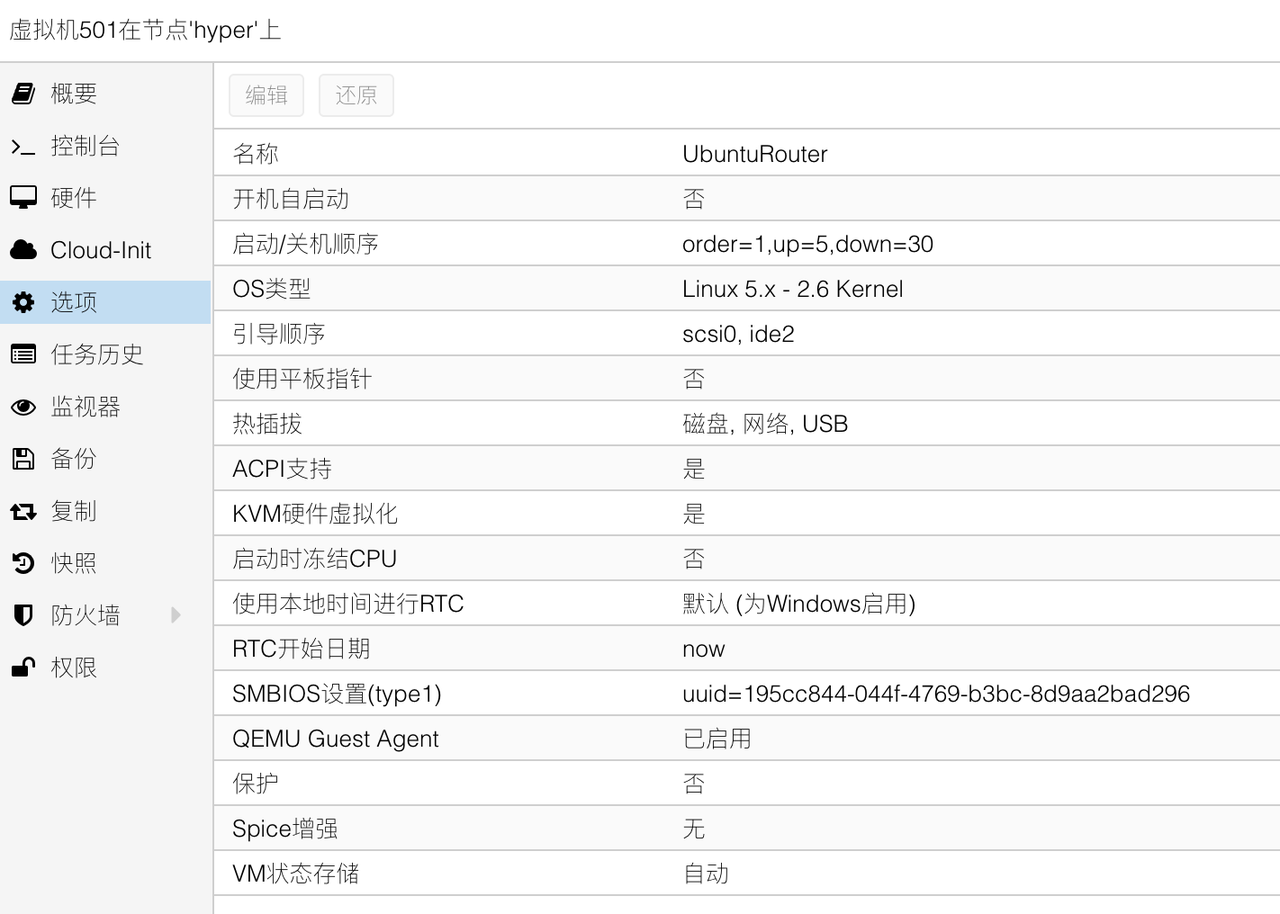 虚拟机501在节点'hyper'上
概要
控制台
硬件
Cloud-Init
选项
任务历史
监视器
备份
复制
快照
防火墙
权限
编辑 还原
名称 UbuntuRouter
开机自启动 否
启动/关机顺序 order=1,up=5,down=30
OS类型 Linux 5.x - 2.6 Kernel
引导顺序 scsi0, ide2
使用平板指针 否
热插拔 磁盘, 网络, USB
ACPI支持 是
KVM硬件虚拟化 是
启动时冻结CPU 否
使用本地时间进行RTC 默认 (为Windows启用)
RTC开始日期 now
SMBIOS设置(type1) uuid=195cc844-044f-4769-b3bc-8d9aa2bad296
QEMU Guest Agent 已启用
保护 否
Spice增强 无
VM状态存储 自动